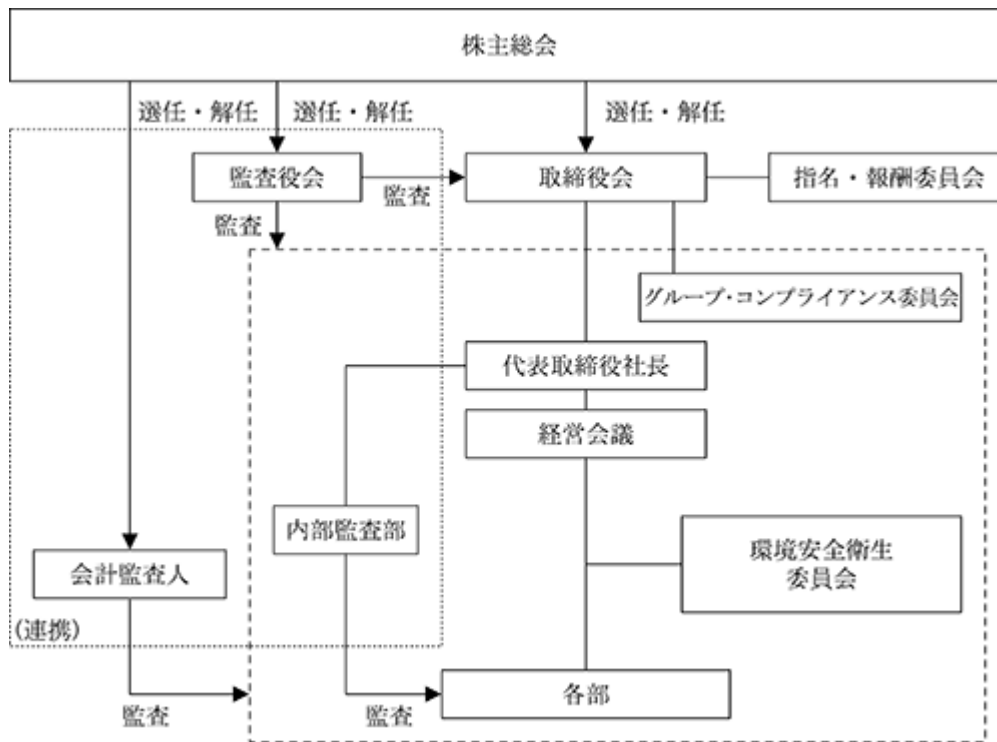 株主総会
選任・解任
選任・解任
選任・解任
監査役会
取締役会
指名・報酬委員会
監査
監査
グループ・コンプライアンス委員会
代表取締役社長
経営会議
内部監査部
環境安全衛生
委員会
会計監査人
(連携)
各部
監査
監査